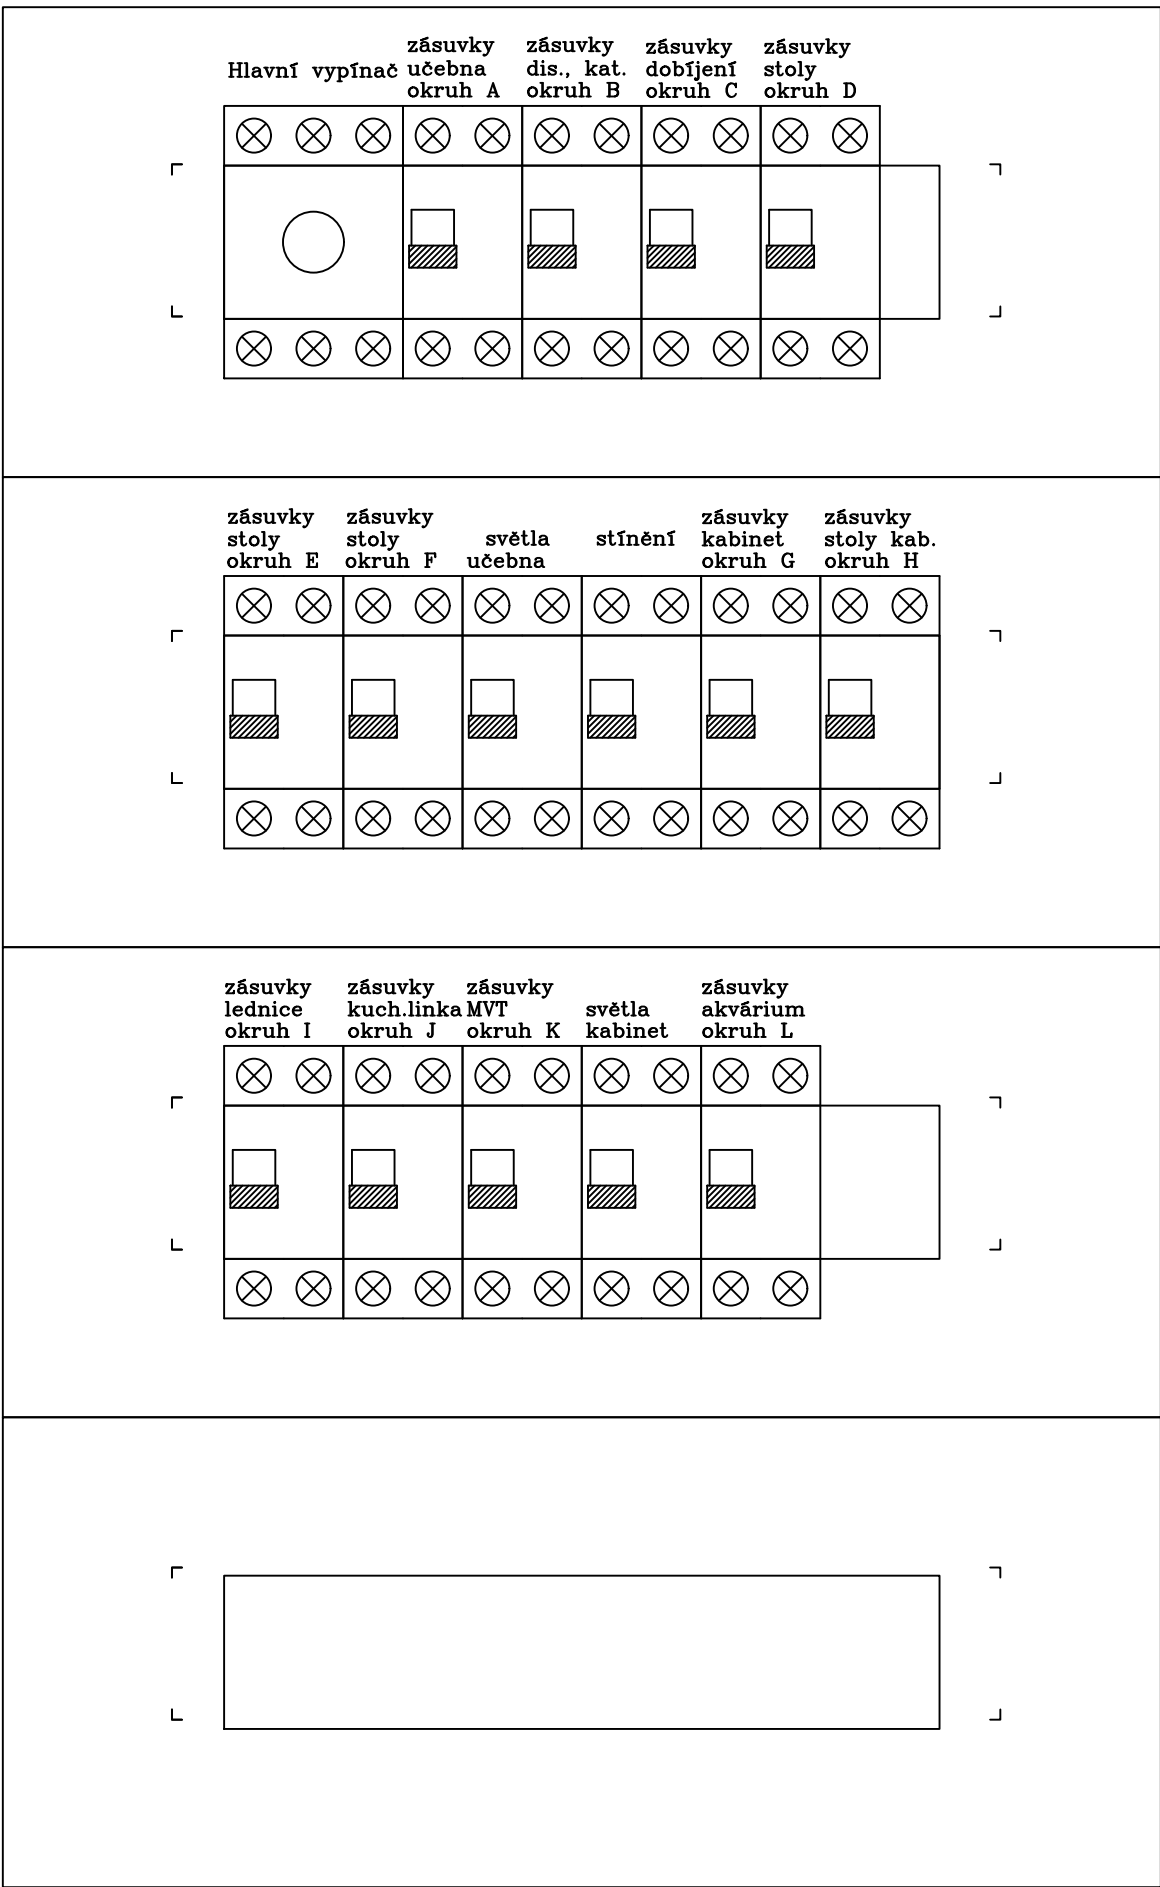 Hlavní vypínač
zásuvky
učebna
okruh A
zásuvky
dis., kat.
okruh B
zásuvky
dobíjení
okruh C
zásuvky
stoly
okruh D
zásuvky
stoly
okruh E
zásuvky
stoly
okruh F
světla
učebna
stínění
zásuvky
kabinet
okruh G
zásuvky
stoly kab.
okruh H
zásuvky
lednice
okruh I
zásuvky
kuch.linka
okruh J
zásuvky
MVT
okruh K
světla
kabinet
zásuvky
akvárium
okruh L